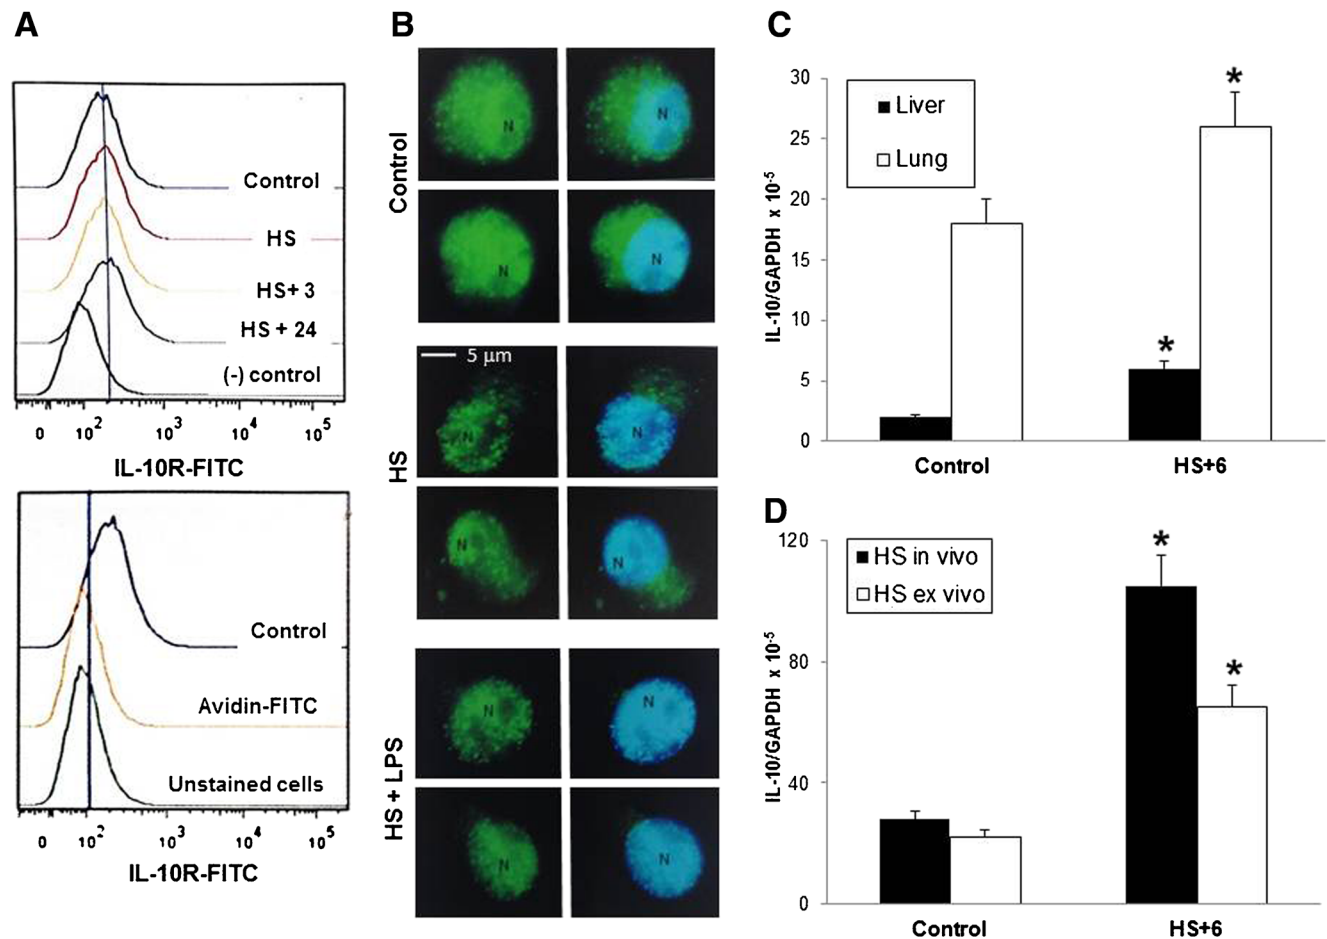 A
Control
HS
HS+ 3
HS + 24
(-) control
0 10² 10³ 10⁴ 10⁵
IL-10R-FITC
Control
Avidin-FITC
Unstained cells
0 10² 10³ 10⁴ 10⁵
IL-10R-FITC
B
Control
N N
N N
HS
5 μm
N N
N N
HS + LPS
N N
N N
C
IL-10/GAPDH x 10⁻⁵
30
25
20
15
10
5
0
Liver
Lung
*
*
Control HS+6
D
IL-10/GAPDH x 10⁻⁵
120
80
40
0
HS in vivo
HS ex vivo
*
*
Control HS+6